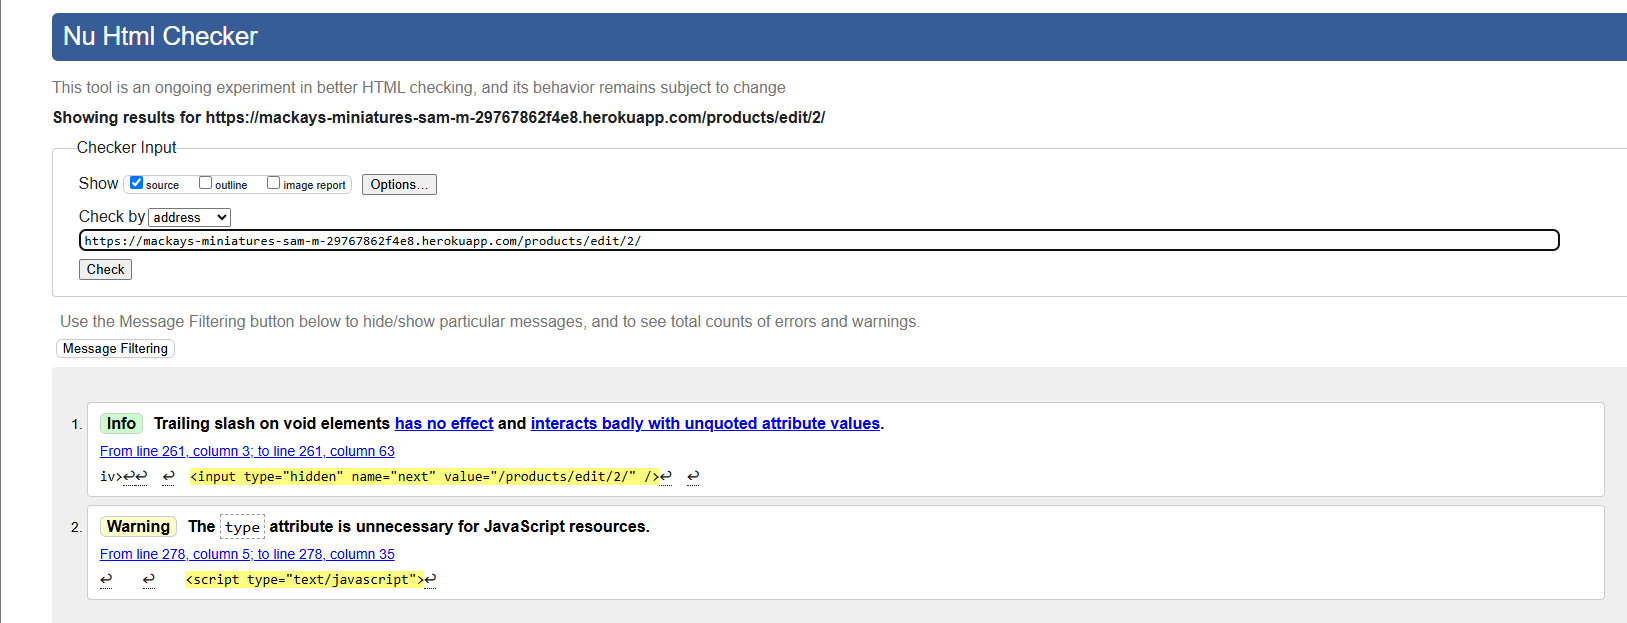 Nu Html Checker
This tool is an ongoing experiment in better HTML checking, and its behavior remains subject to change
Showing results for https://mackays-miniatures-sam-m-29767862f4e8.herokuapp.com/products/edit/2/
Checker Input
Show source outline image report Options...
Check by address
https://mackays-miniatures-sam-m-29767862f4e8.herokuapp.com/products/edit/2/
Check
Use the Message Filtering button below to hide/show particular messages, and to see total counts of errors and warnings.
Message Filtering
1. Info Trailing slash on void elements has no effect and interacts badly with unquoted attribute values.
From line 261, column 3; to line 261, column 63
iv>↩↩ ↩ <input type="hidden" name="next" value="/products/edit/2/" />↩ ↩
2. Warning The type attribute is unnecessary for JavaScript resources.
From line 278, column 5; to line 278, column 35
↩ ↩ <script type="text/javascript">↩